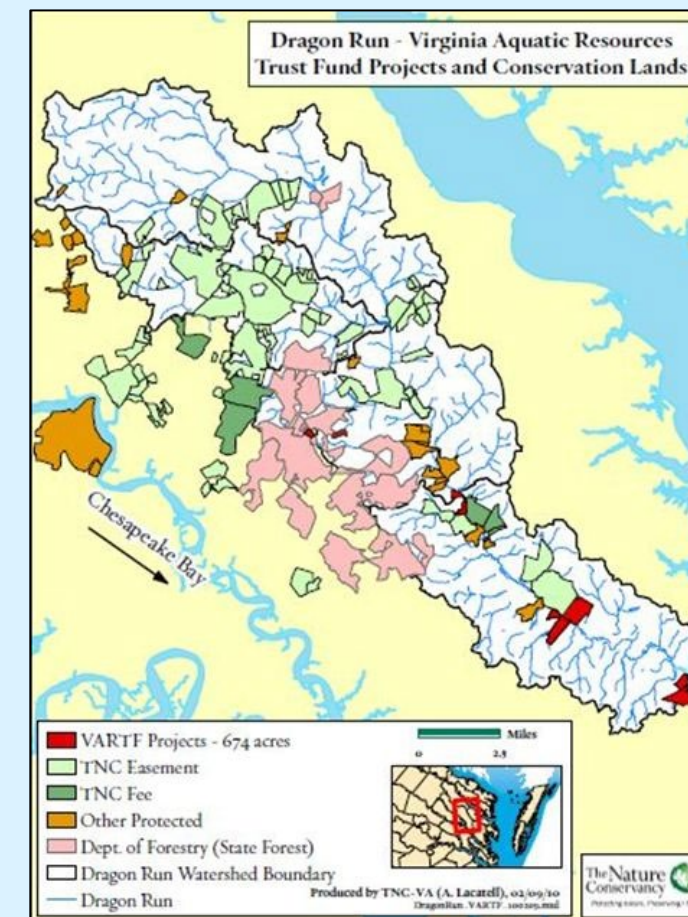 Dragon Run - Virginia Aquatic Resources
Trust Fund Projects and Conservation Lands
Chesapeake Bay
VARTF Projects - 674 acres
TNC Easement
TNC Fee
Other Protected
Dept. of Forestry (State Forest)
Dragon Run Watershed Boundary
Dragon Run
Miles
0 2.5
Produced by TNC-VA (A. Lacatell), 02/09/10
The Nature
Conservancy